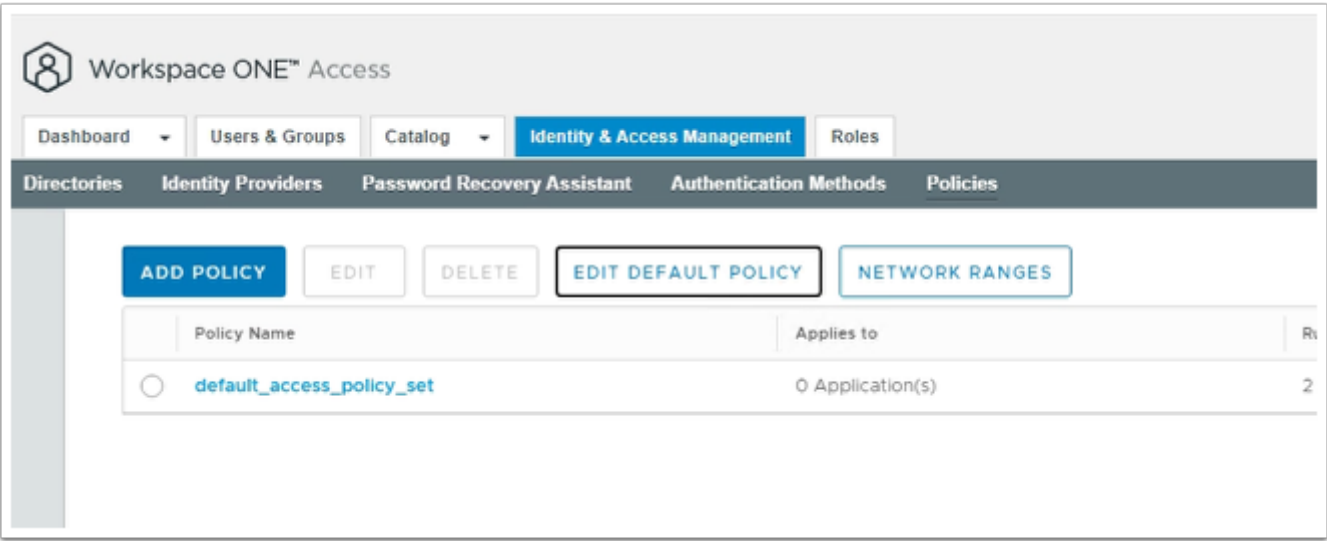 Workspace ONE™ Access
Dashboard Users & Groups Catalog Identity & Access Management Roles
Directories Identity Providers Password Recovery Assistant Authentication Methods Policies
ADD POLICY EDIT DELETE EDIT DEFAULT POLICY NETWORK RANGES
Policy Name Applies to
default_access_policy_set 0 Application(s) 2